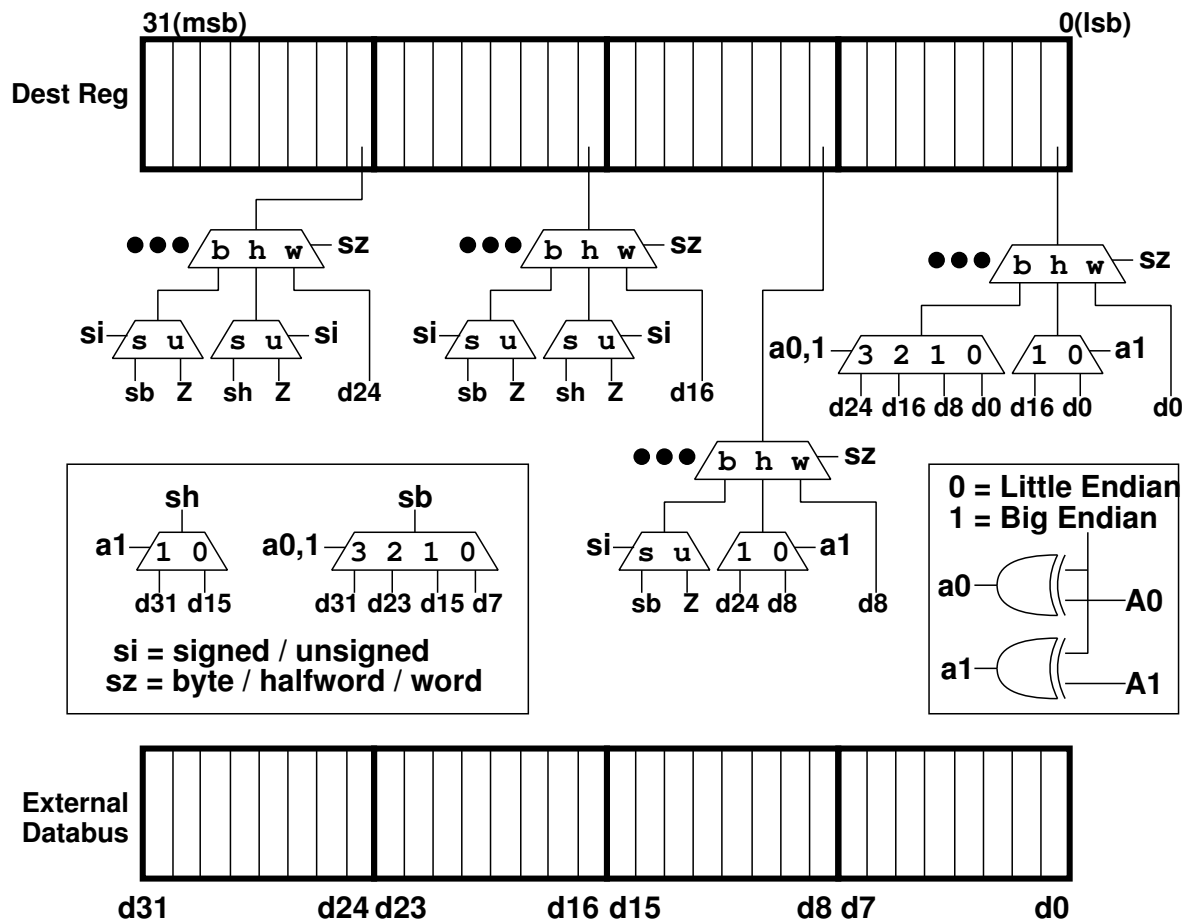 31(msb) 0(lsb)
Dest Reg
b h w sz
b h w sz
b h w sz
si s u s u si
si s u s u si
a0,1 3 2 1 0 1 0 a1
sb Z sh Z d24
sb Z sh Z d16
d24 d16 d8 d0 d16 d0 d0
b h w sz
si s u 1 0 a1
sb Z d24 d8 d8
sh sb
a1 1 0 a0,1 3 2 1 0
d31 d15 d31 d23 d15 d7
si = signed / unsigned
sz = byte / halfword / word
0 = Little Endian
1 = Big Endian
a0 A0
a1 A1
External
Databus
d31 d24 d23 d16 d15 d8 d7 d0